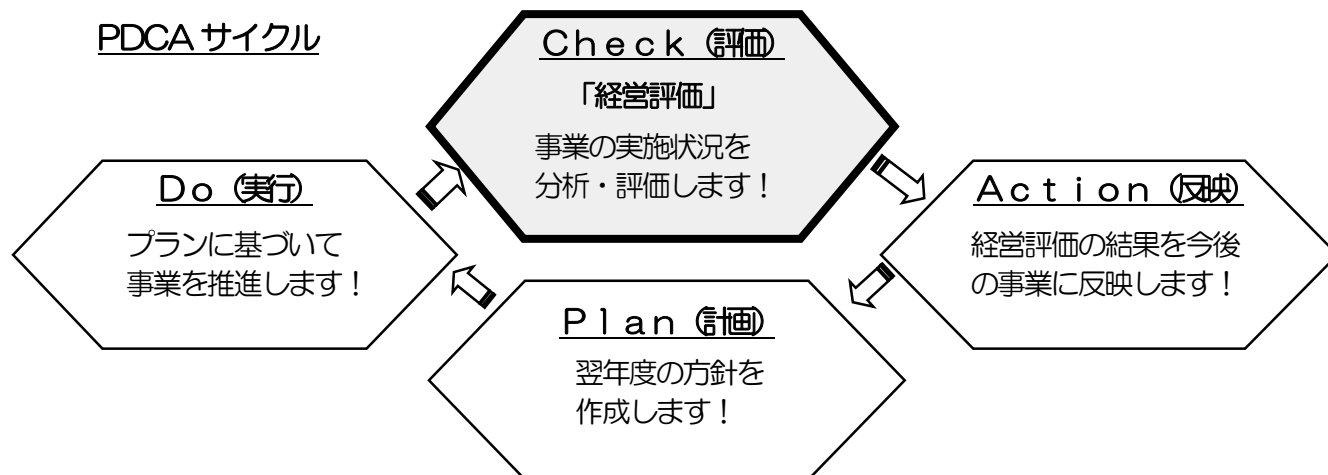 PDCAサイクル
Check（評価）
「経営評価」
事業の実施状況を
分析・評価します！
Do（実行）
プランに基づいて
事業を推進します！
Action（反映）
経営評価の結果を今後
の事業に反映します！
Plan（計画）
翌年度の方針を
作成します！